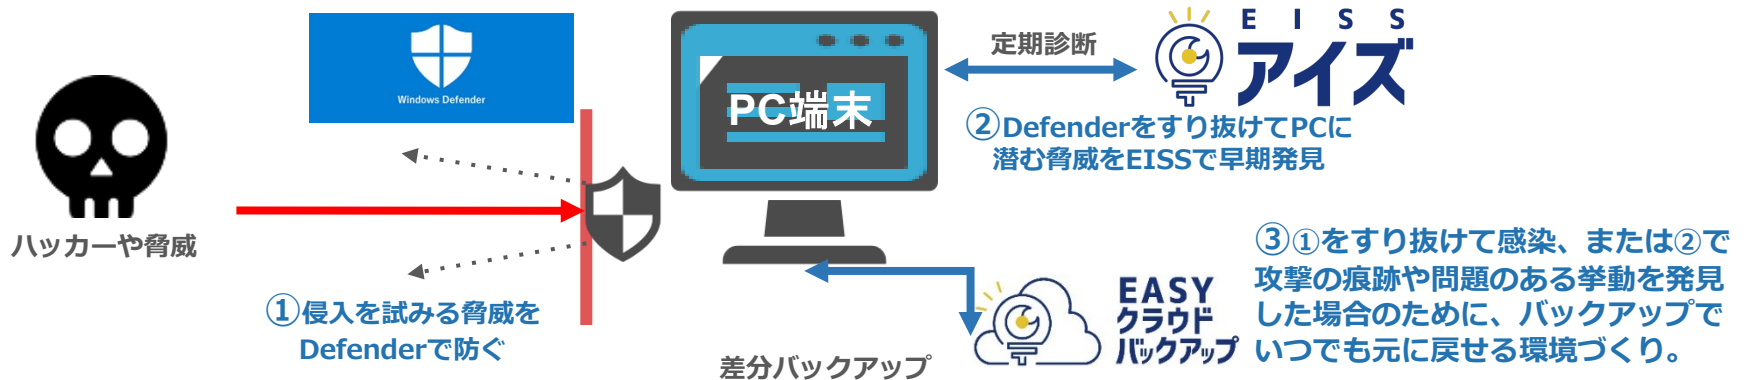 Windows Defender
ハッカーや脅威
①侵入を試みる脅威を
Defenderで防ぐ
PC端末
定期診断
EISS
アイズ
②Defenderをすり抜けてPCに
潜む脅威をEISSで早期発見
差分バックアップ
EASY
クラウド
バックアップ
③①をすり抜けて感染、または②で
攻撃の痕跡や問題のある挙動を発見
した場合のために、バックアップで
いつでも元に戻せる環境づくり。